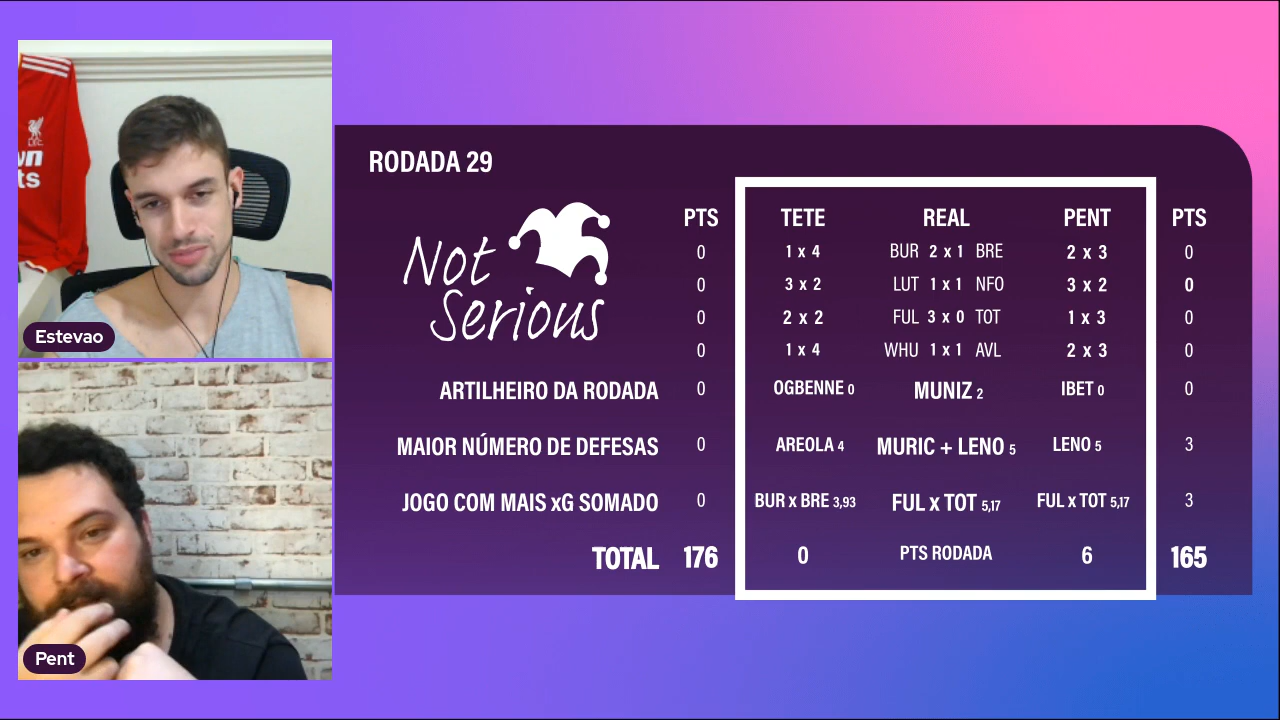 RODADA 29
Not
Serious
PTS TETE REAL PENT PTS
0 1 x 4 BUR 2 x 1 BRE 2 x 3 0
0 3 x 2 LUT 1 x 1 NFO 3 x 2 0
0 2 x 2 FUL 3 x 0 TOT 1 x 3 0
0 1 x 4 WHU 1 x 1 AVL 2 x 3 0
ARTILHEIRO DA RODADA 0 OGBENNE 0 MUNIZ 2 IBET 0 0
MAIOR NÚMERO DE DEFESAS 0 AREOLA 4 MURIC + LENO 5 LENO 5 3
JOGO COM MAIS xG SOMADO 0 BUR x BRE 3,93 FUL x TOT 5,17 FUL x TOT 5,17 3
TOTAL 176 0 PTS RODADA 6 165
Estevao
Pent